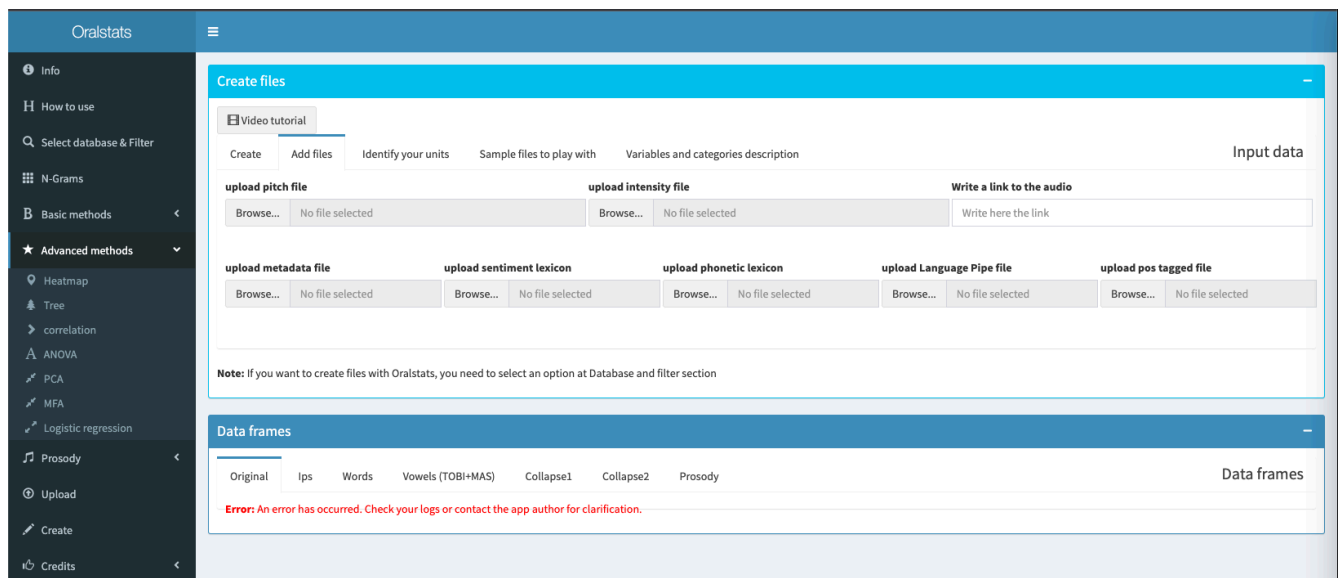 Oralstats
Info
How to use
Select database & Filter
N-Grams
Basic methods
Advanced methods
Heatmap
Tree
correlation
ANOVA
PCA
MFA
Logistic regression
Prosody
Upload
Create
Credits
Create files
Video tutorial
Create Add files Identify your units Sample files to play with Variables and categories description Input data
upload pitch file upload intensity file Write a link to the audio
Browse... No file selected Browse... No file selected Write here the link
upload metadata file upload sentiment lexicon upload phonetic lexicon upload Language Pipe file upload pos tagged file
Browse... No file selected Browse... No file selected Browse... No file selected Browse... No file selected Browse... No file selected
Note: If you want to create files with Oralstats, you need to select an option at Database and filter section
Data frames
Original Ips Words Vowels (TOBI+MAS) Collapse1 Collapse2 Prosody Data frames
Error: An error has occurred. Check your logs or contact the app author for clarification.